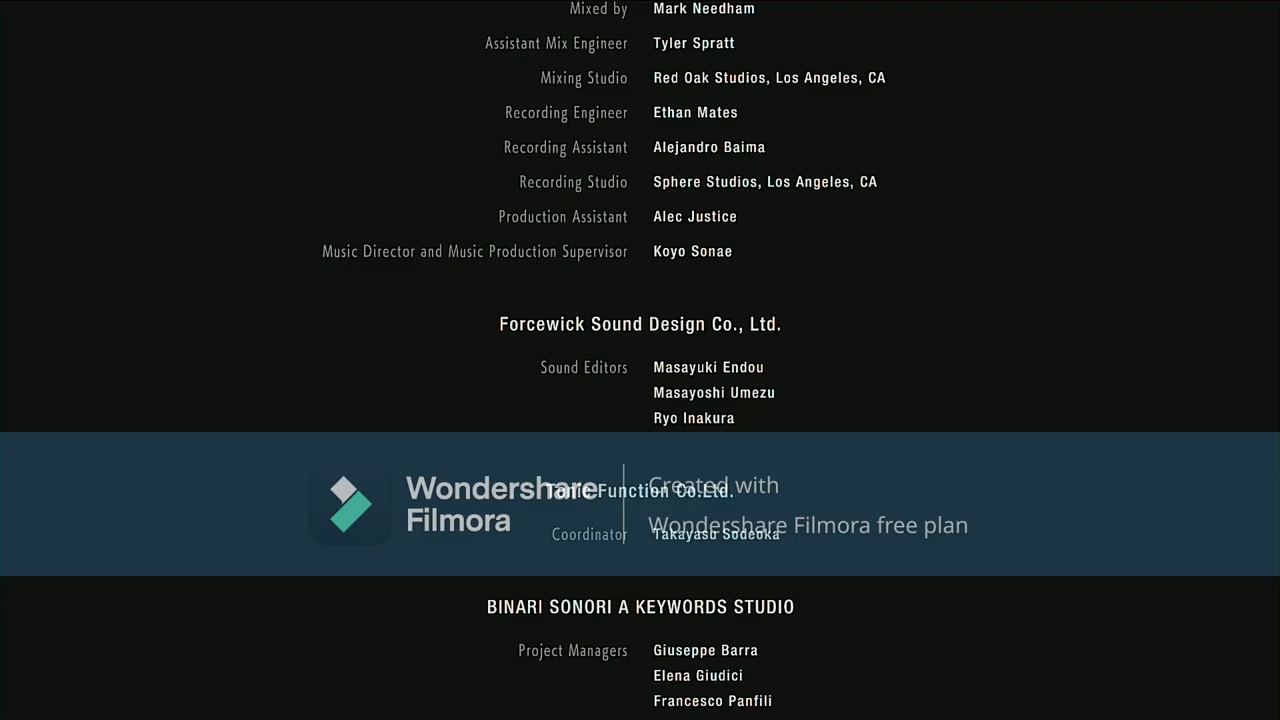 Mixed by Mark Needham
Assistant Mix Engineer Tyler Spratt
Mixing Studio Red Oak Studios, Los Angeles, CA
Recording Engineer Ethan Mates
Recording Assistant Alejandro Baima
Recording Studio Sphere Studios, Los Angeles, CA
Production Assistant Alec Justice
Music Director and Music Production Supervisor Koyo Sonae
Forcewick Sound Design Co., Ltd.
Sound Editors Masayuki Endou
Masayoshi Umezu
Ryo Inakura
Wondershare
Filmora
Created with
Wondershare Filmora free plan
Tonic Function Co.Ltd.
Coordinator Takayasu Sodeoka
BINARI SONORI A KEYWORDS STUDIO
Project Managers Giuseppe Barra
Elena Giudici
Francesco Panfili